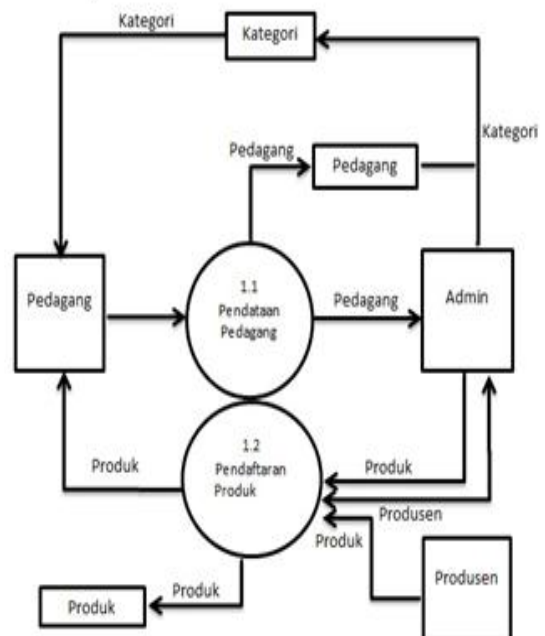 Kategori
Kategori
Kategori
Pedagang
Pedagang
Pedagang
1.1
Pendataan
Pedagang
Pedagang
Admin
1.2
Pendaftaran
Produk
Produk
Produk
Produsen
Produk
Produsen
Produk
Produk